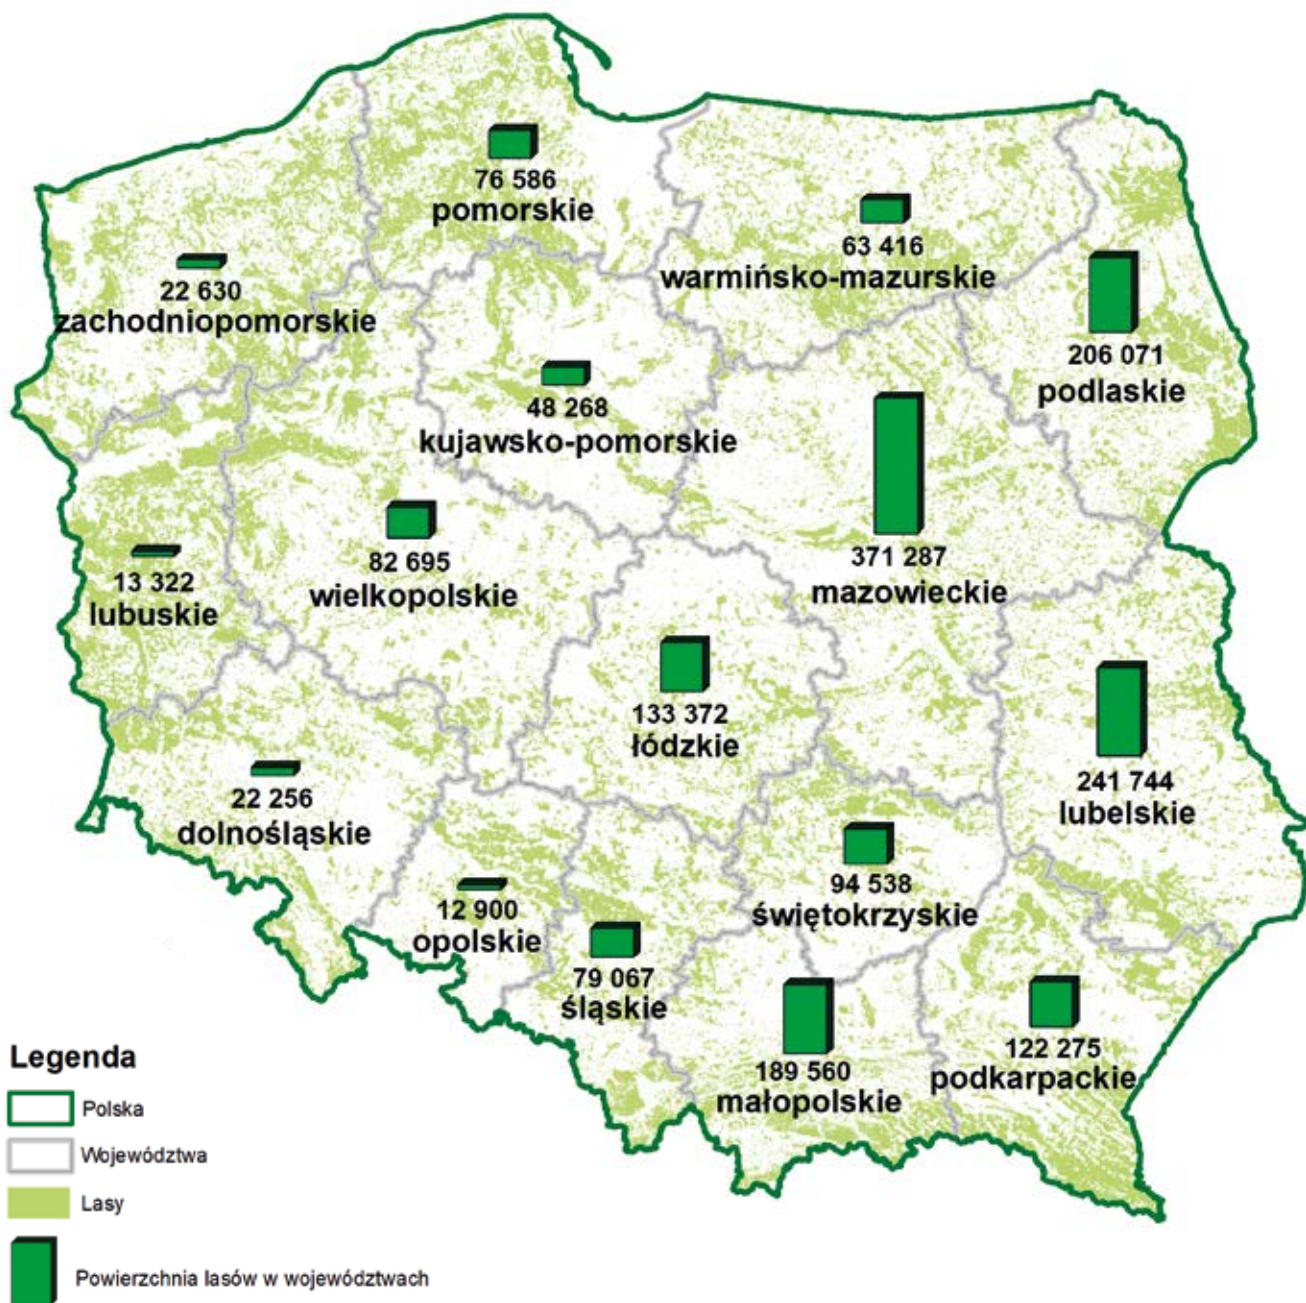 76 586
pomorskie
63 416
warmińsko-mazurskie
22 630
zachodniopomorskie
206 071
podlaskie
48 268
kujawsko-pomorskie
371 287
mazowieckie
82 695
wielkopolskie
13 322
lubuskie
133 372
łódzkie
241 744
lubelskie
22 256
dolnośląskie
94 538
świętokrzyskie
12 900
opolskie
79 067
śląskie
189 560
małopolskie
122 275
podkarpackie
Legenda
Polska
Województwa
Lasy
Powierzchnia lasów w województwach